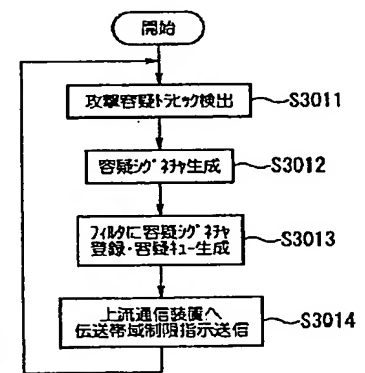 開始
攻撃容疑トラヒック検出
S3011
容疑シグネチャ生成
S3012
フィルタに容疑シグネチャ
登録・容疑キュー生成
S3013
上流通信装置へ
伝送帯域制限指示送信
S3014